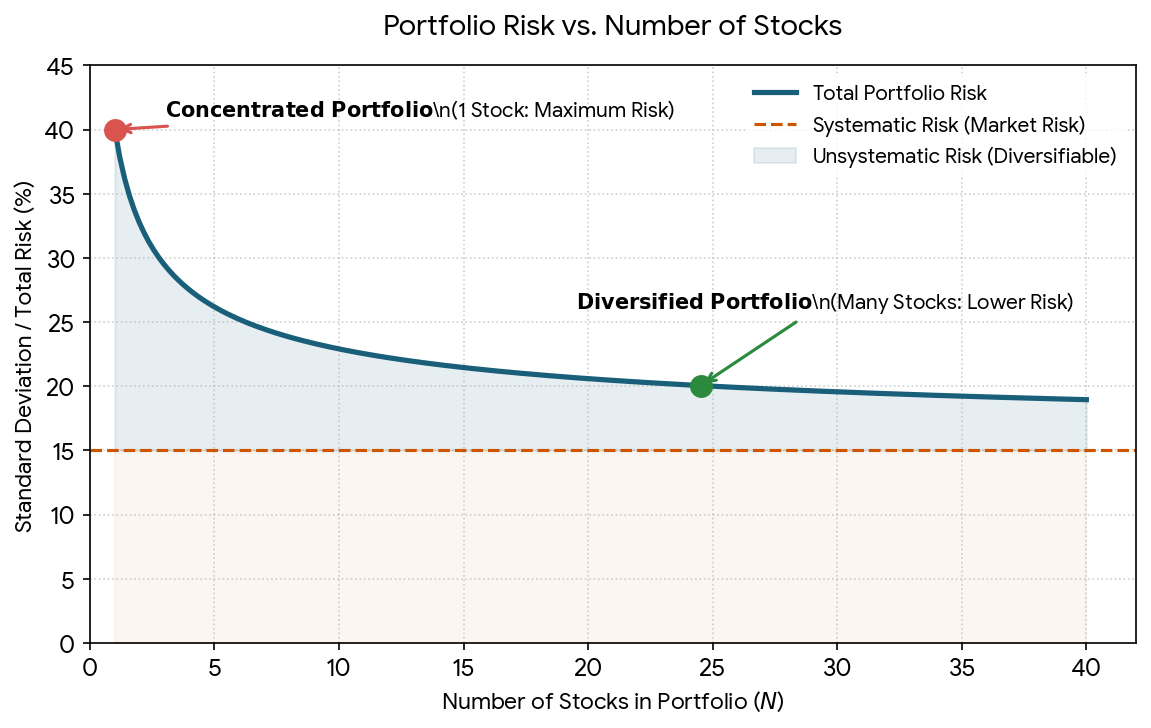 Portfolio Risk vs. Number of Stocks
45
40
35
30
25
20
15
10
5
0
Standard Deviation / Total Risk (%)
Concentrated Portfolio\n(1 Stock: Maximum Risk)
Total Portfolio Risk
Systematic Risk (Market Risk)
Unsystematic Risk (Diversifiable)
Diversified Portfolio\n(Many Stocks: Lower Risk)
0 5 10 15 20 25 30 35 40
Number of Stocks in Portfolio (N)